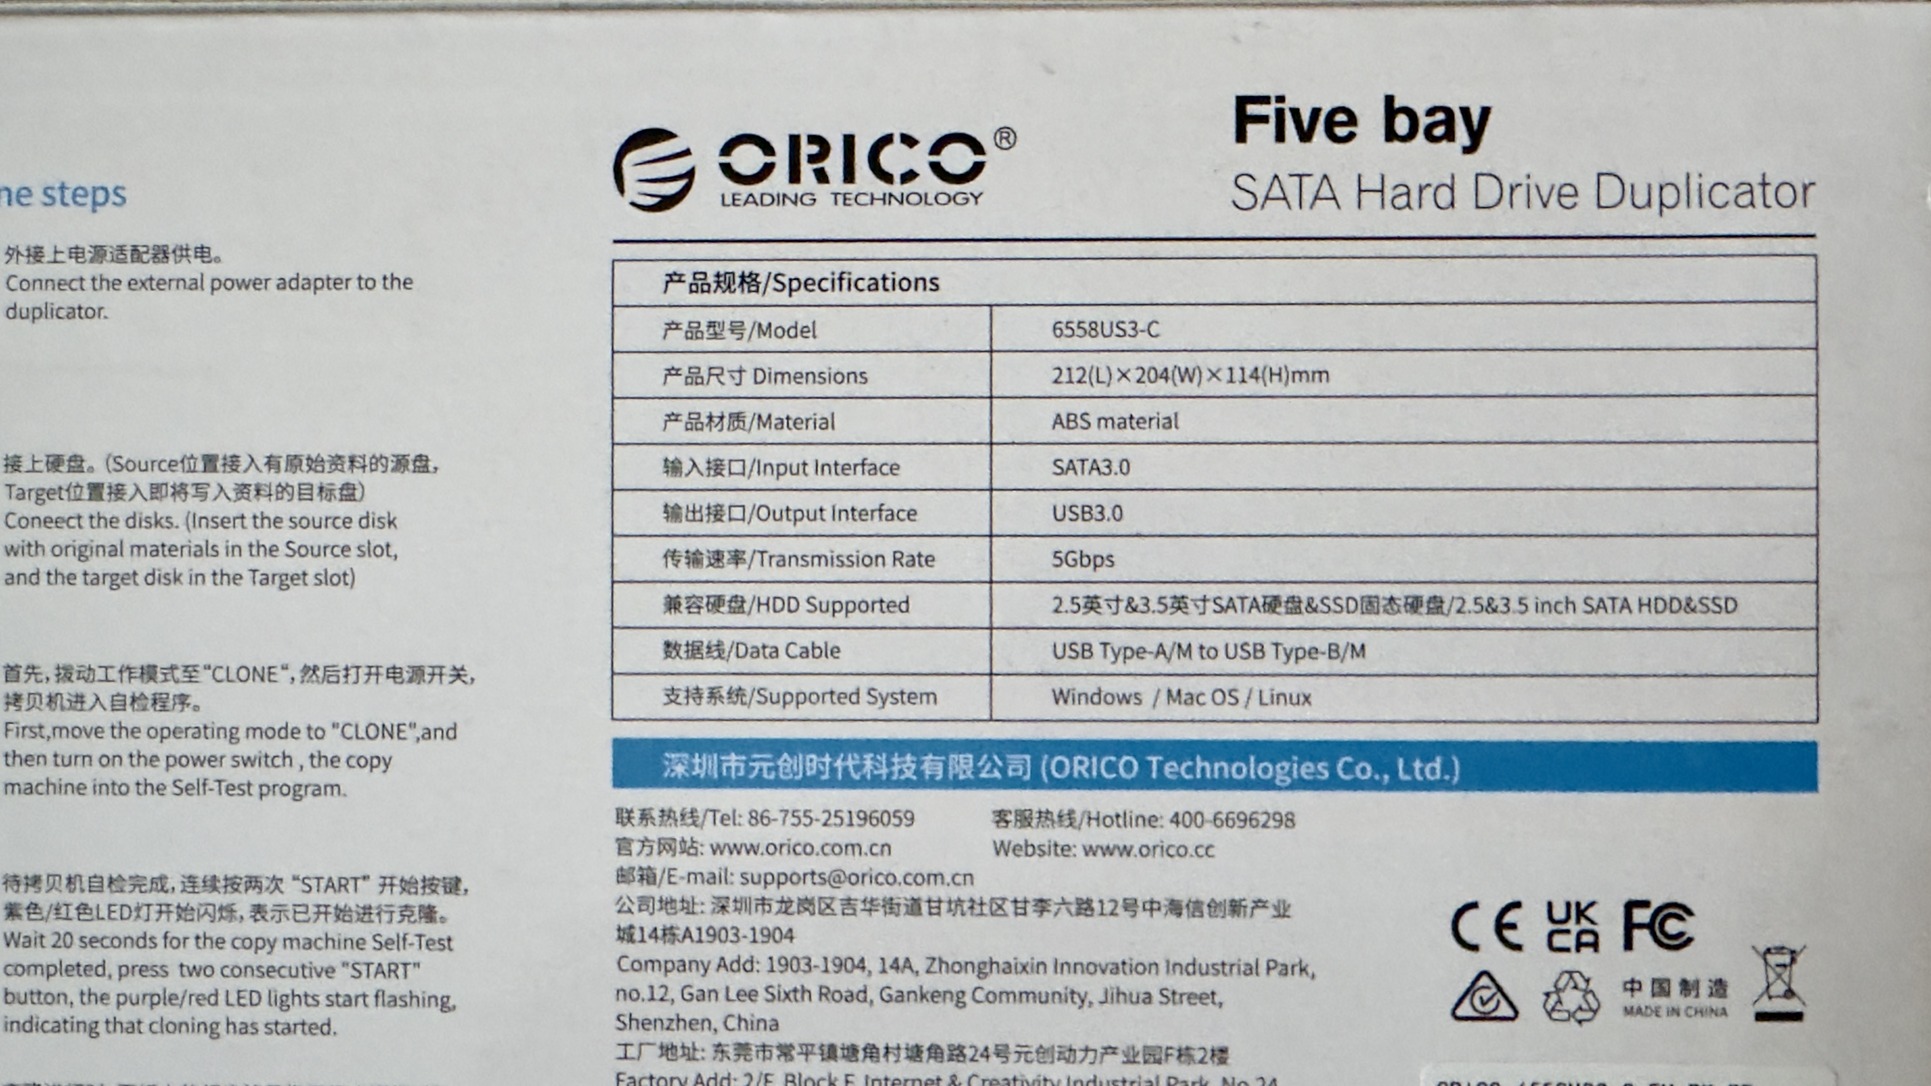 ne steps
外接上电源适配器供电。
Connect the external power adapter to the
duplicator.
接上硬盘。(Source位置接入有原始资料的源盘,
Target位置接入即将写入资料的目标盘)
Coneect the disks. (Insert the source disk
with original materials in the Source slot,
and the target disk in the Target slot)
首先,拨动工作模式至“CLONE“,然后打开电源开关,
拷贝机进入自检程序。
First,move the operating mode to "CLONE",and
then turn on the power switch , the copy
machine into the Self-Test program.
待拷贝机自检完成,连续按两次 “START” 开始按键,
紫色/红色LED灯开始闪烁,表示已开始进行克隆。
Wait 20 seconds for the copy machine Self-Test
completed, press two consecutive "START"
button, the purple/red LED lights start flashing,
indicating that cloning has started.
ORICO®
LEADING TECHNOLOGY
Five bay
SATA Hard Drive Duplicator
产品规格/Specifications
产品型号/Model 6558US3-C
产品尺寸 Dimensions 212(L)×204(W)×114(H)mm
产品材质/Material ABS material
输入接口/Input Interface SATA3.0
输出接口/Output Interface USB3.0
传输速率/Transmission Rate 5Gbps
兼容硬盘/HDD Supported 2.5英寸&3.5英寸SATA硬盘&SSD固态硬盘/2.5&3.5 inch SATA HDD&SSD
数据线/Data Cable USB Type-A/M to USB Type-B/M
支持系统/Supported System Windows / Mac OS / Linux
深圳市元创时代科技有限公司 (ORICO Technologies Co., Ltd.)
联系热线/Tel: 86-755-25196059 客服热线/Hotline: 400-6696298
官方网站: www.orico.com.cn Website: www.orico.cc
邮箱/E-mail: supports@orico.com.cn
公司地址: 深圳市龙岗区吉华街道甘坑社区甘李六路12号中海信创新产业
城14栋A1903-1904
Company Add: 1903-1904, 14A, Zhonghaixin Innovation Industrial Park,
no.12, Gan Lee Sixth Road, Gankeng Community, Jihua Street,
Shenzhen, China
工厂地址: 东莞市常平镇塘角村塘角路24号元创动力产业园F栋2楼
Factory Add: 2/F, Block F, Internet & Creativity Industrial Park, No.24
CE UK CA FC
中国制造
MADE IN CHINA